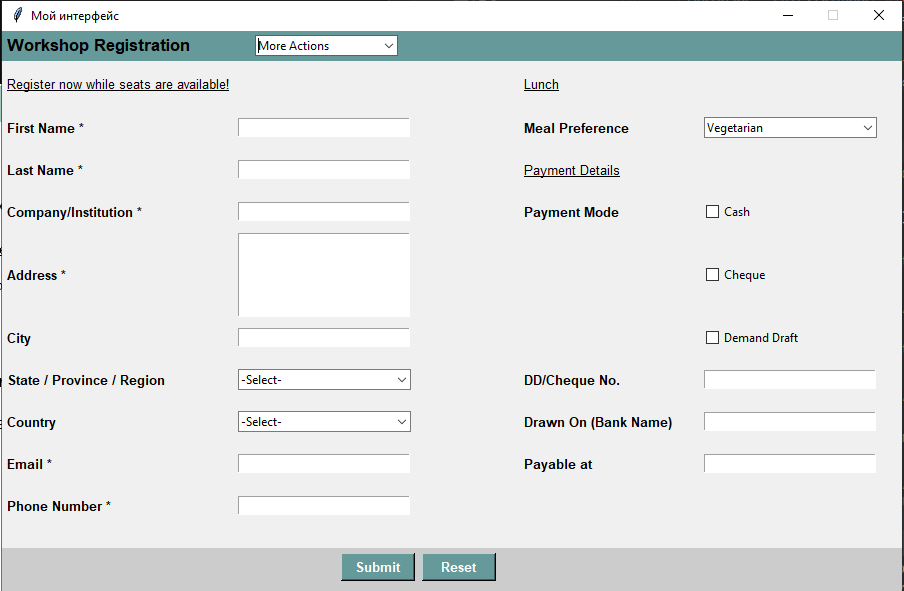 Мой интерфейс
Workshop Registration More Actions
Register now while seats are available!
First Name *
Last Name *
Company/Institution *
Address *
City
State / Province / Region -Select-
Country -Select-
Email *
Phone Number *
Lunch
Meal Preference Vegetarian
Payment Details
Payment Mode Cash
Cheque
Demand Draft
DD/Cheque No.
Drawn On (Bank Name)
Payable at
Submit Reset